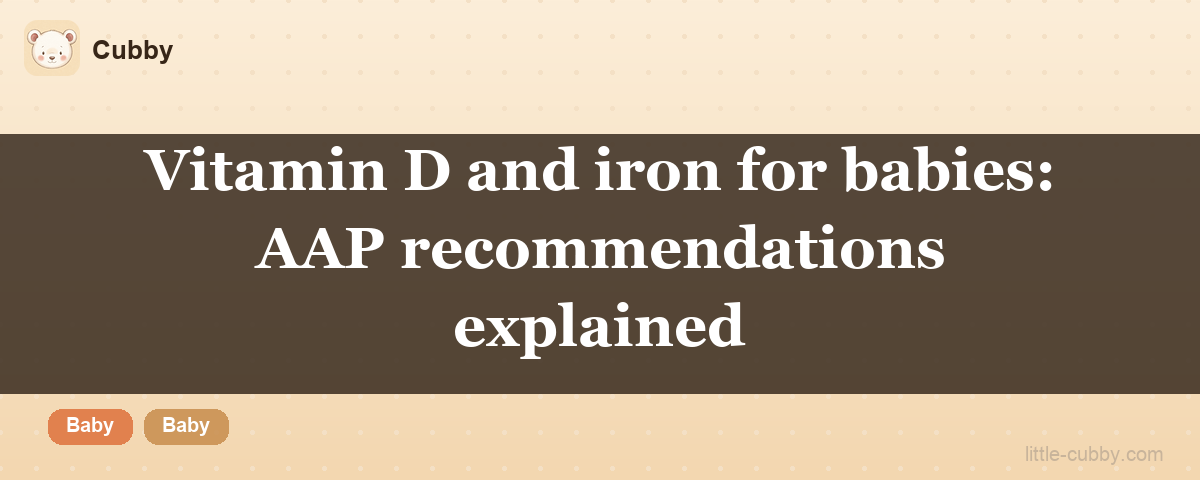 Cubby
Vitamin D and iron for babies:
AAP recommendations
explained
Baby
Baby
little-cubby.com